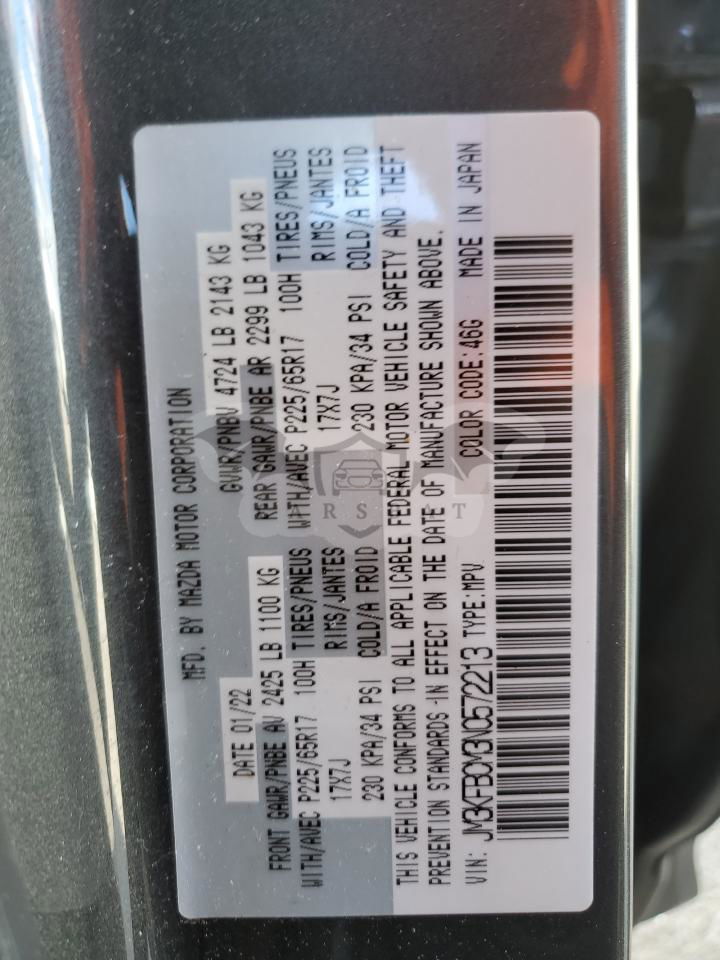 MFD. BY MAZDA MOTOR CORPORATION
DATE 01/22 GVWR/PNBV 4724 LB 2143 KG
FRONT GAWR/PNBE AV 2425 LB 1100 KG REAR GAWR/PNBE AR 2299 LB 1043 KG
WITH/AVEC P225/65R17 100H TIRES/PNEUS WITH/AVEC P225/65R17 100H TIRES/PNEUS
17X7J RIMS/JANTES 17X7J RIMS/JANTES
230 KPA/34 PSI COLD/A FROID 230 KPA/34 PSI COLD/A FROID
THIS VEHICLE CONFORMS TO ALL APPLICABLE FEDERAL MOTOR VEHICLE SAFETY AND THEFT
PREVENTION STANDARDS IN EFFECT ON THE DATE OF MANUFACTURE SHOWN ABOVE.
VIN: JM3KFBCM3N0572213 TYPE:MPV COLOR CODE:46G MADE IN JAPAN